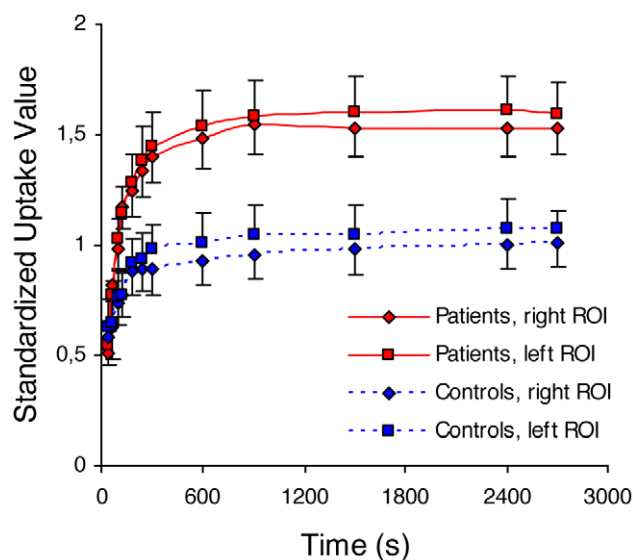 Standardized Uptake Value
2
1,5
1
0,5
0
0
600
1200
1800
2400
3000
Time (s)
Patients, right ROI
Patients, left ROI
Controls, right ROI
Controls, left ROI